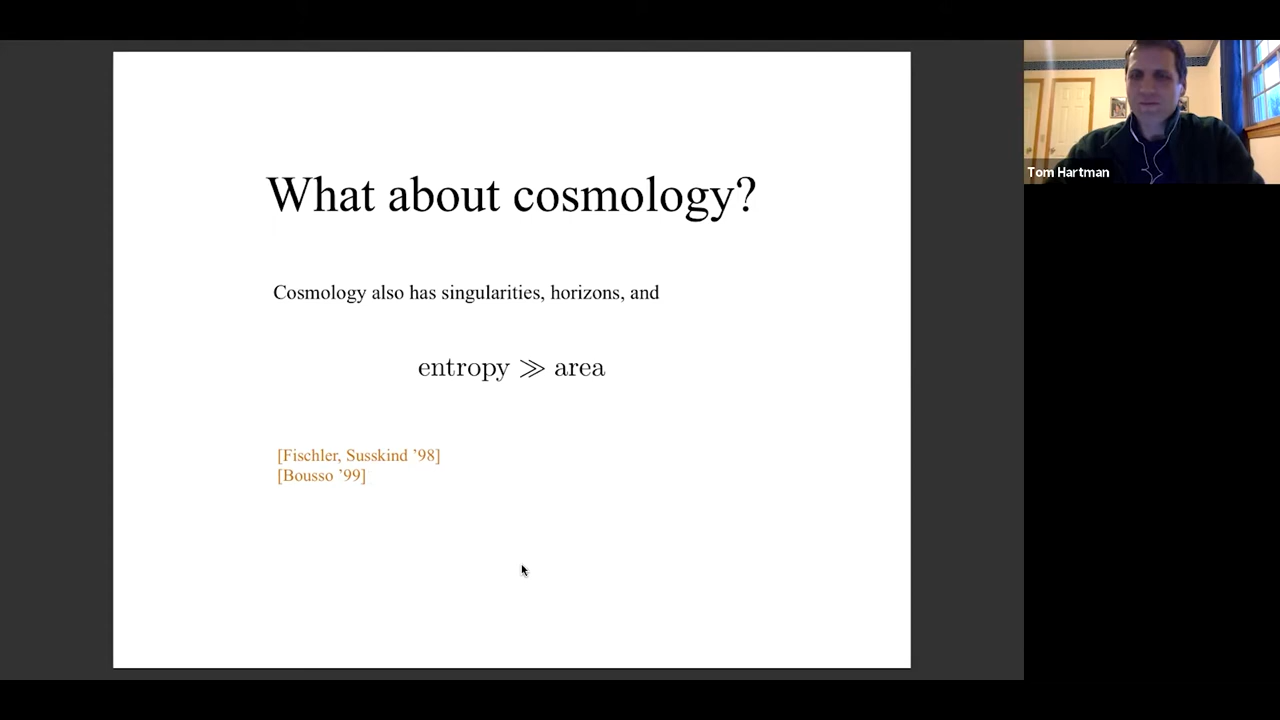 What about cosmology?
Cosmology also has singularities, horizons, and
entropy ≫ area
[Fischler, Susskind ’98]
[Bousso ’99]
Tom Hartman